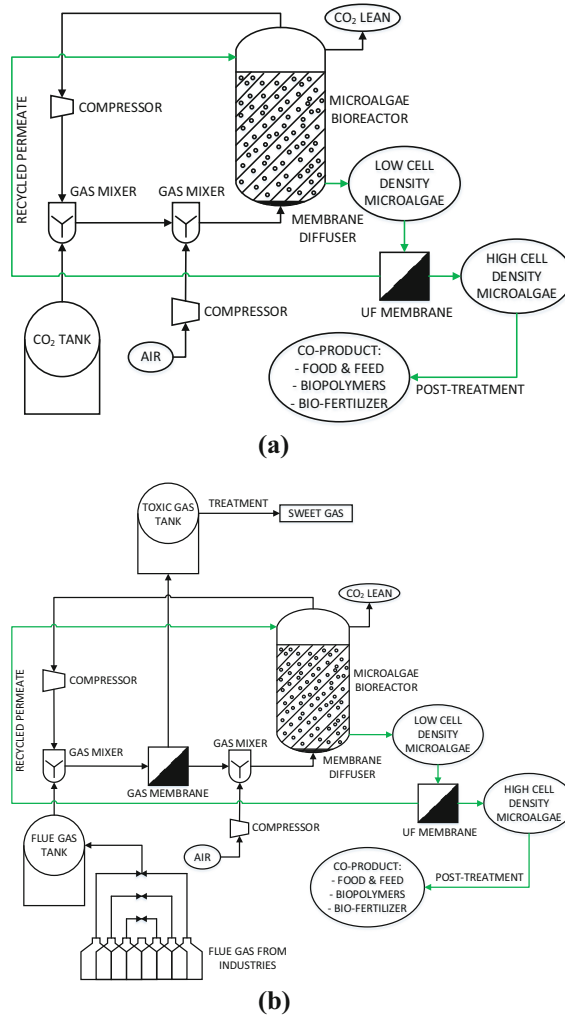 CO₂ LEAN
COMPRESSOR
RECYCLED PERMEATE
MICROALGAE
BIOREACTOR
GAS MIXER
GAS MIXER
LOW CELL
DENSITY
MICROALGAE
MEMBRANE
DIFFUSER
HIGH CELL
DENSITY
MICROALGAE
UF MEMBRANE
CO₂ TANK
COMPRESSOR
AIR
CO-PRODUCT:
- FOOD & FEED
- BIOPOLYMERS
- BIO-FERTILIZER
POST-TREATMENT
(a)
TOXIC GAS
TANK
TREATMENT
SWEET GAS
CO₂ LEAN
RECYCLED PERMEATE
COMPRESSOR
MICROALGAE
BIOREACTOR
GAS MIXER
GAS MIXER
GAS MEMBRANE
MEMBRANE
DIFFUSER
LOW CELL
DENSITY
MICROALGAE
HIGH CELL
DENSITY
MICROALGAE
UF MEMBRANE
FLUE GAS
TANK
COMPRESSOR
AIR
CO-PRODUCT:
- FOOD & FEED
- BIOPOLYMERS
- BIO-FERTILIZER
POST-TREATMENT
FLUE GAS FROM
INDUSTRIES
(b)